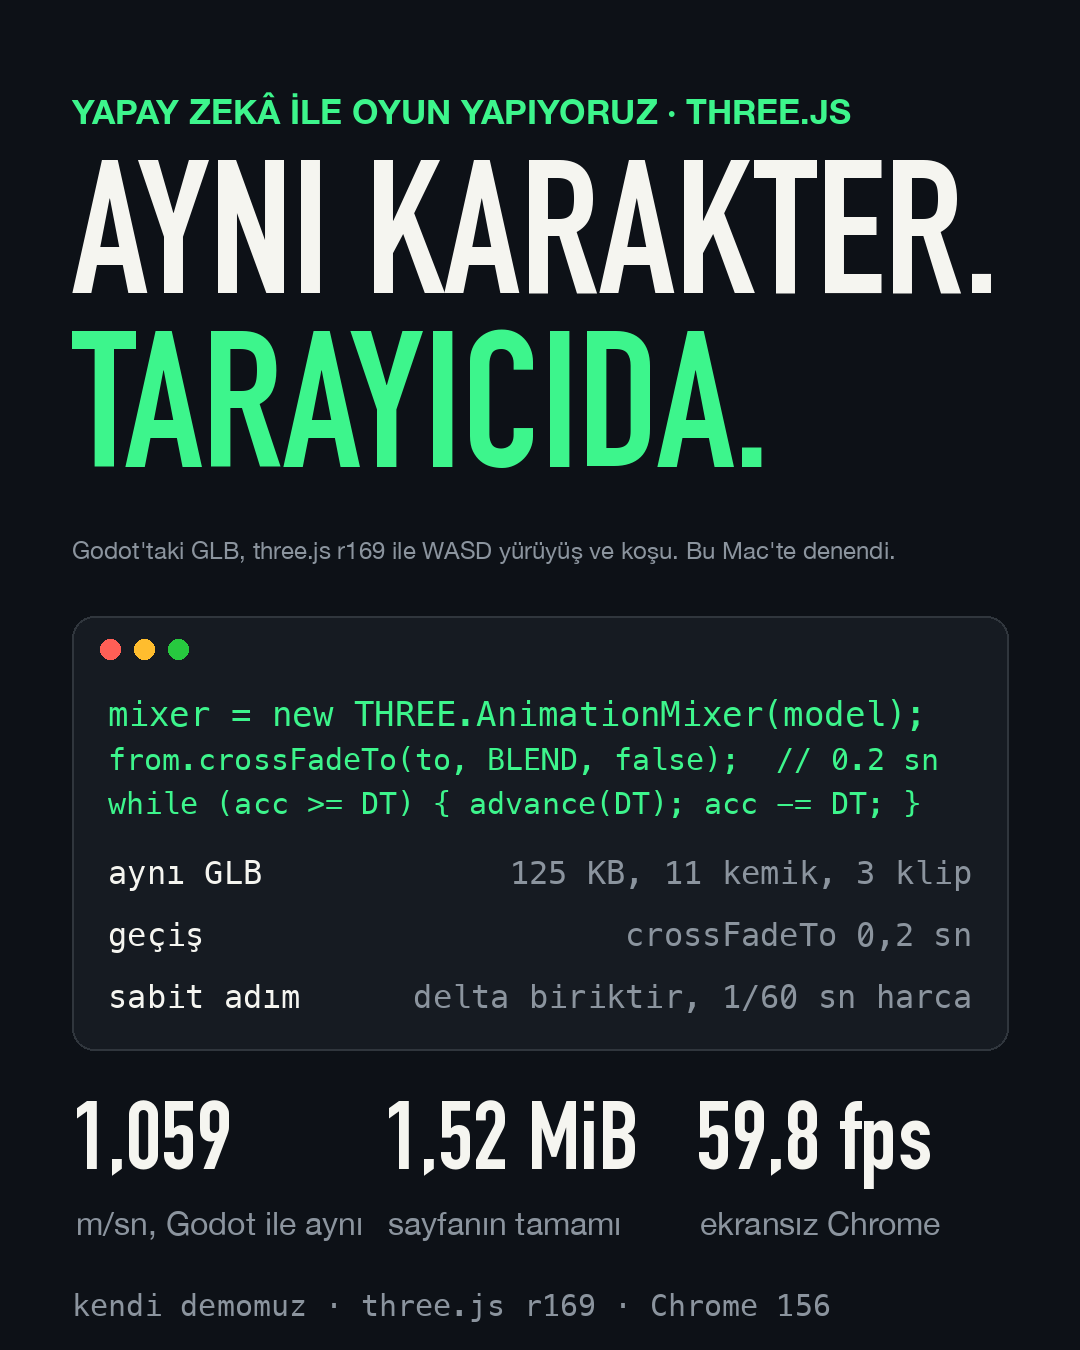 YAPAY ZEKÂ İLE OYUN YAPIYORUZ · THREE.JS
AYNI KARAKTER.
TARAYICIDA.
Godot'taki GLB, three.js r169 ile WASD yürüyüş ve koşu. Bu Mac'te denendi.
mixer = new THREE.AnimationMixer(model);
from.crossFadeTo(to, BLEND, false);  // 0.2 sn
while (acc >= DT) { advance(DT); acc −= DT; }
aynı GLB 125 KB, 11 kemik, 3 klip
geçiş crossFadeTo 0,2 sn
sabit adım delta biriktir, 1/60 sn harca
1,059 1,52 MiB 59,8 fps
m/sn, Godot ile aynı sayfanın tamamı ekransız Chrome
kendi demomuz · three.js r169 · Chrome 156